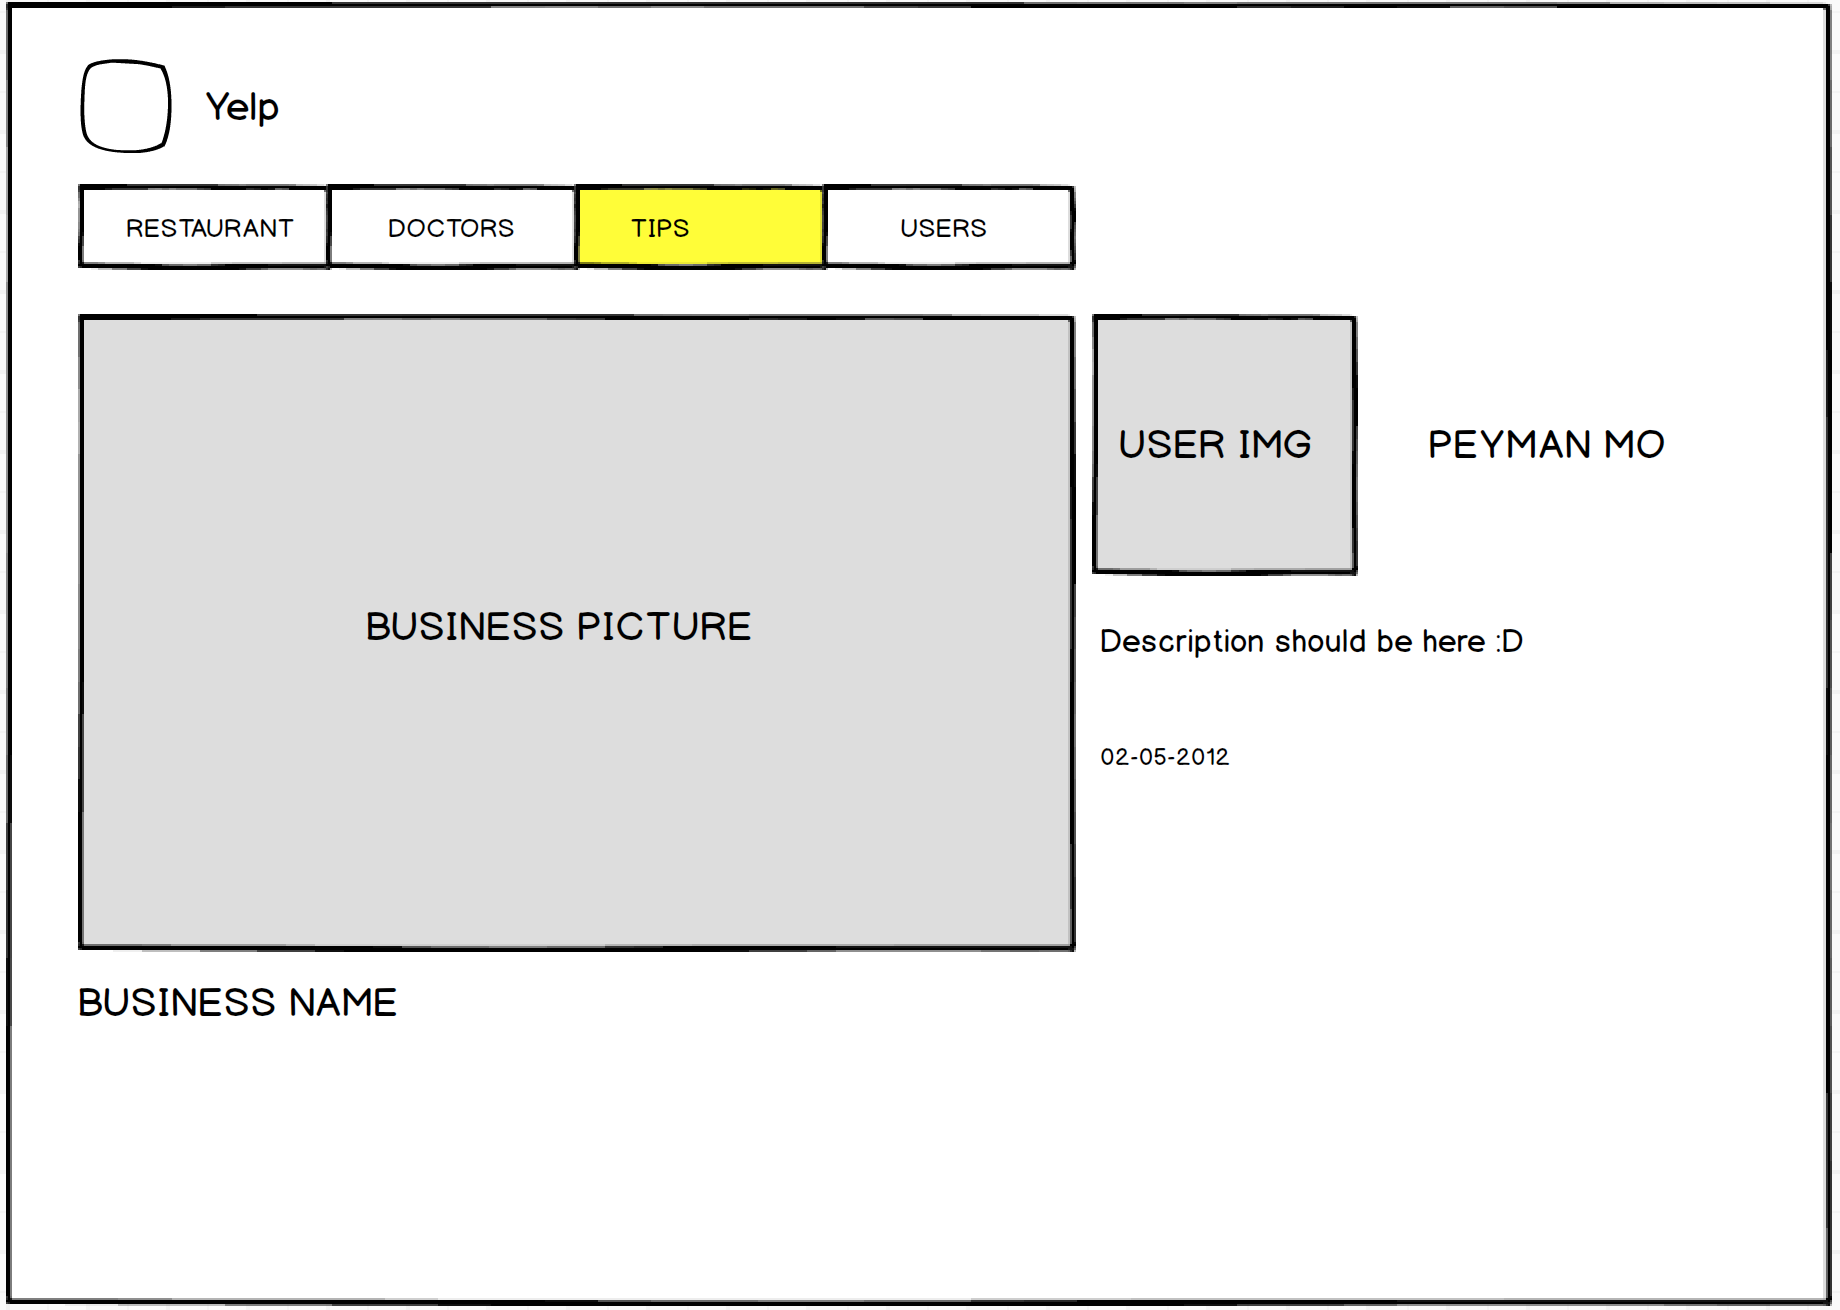 Yelp
RESTAURANT
DOCTORS
TIPS
USERS
BUSINESS PICTURE
USER IMG
PEYMAN MO
Description should be here :D
02-05-2012
BUSINESS NAME